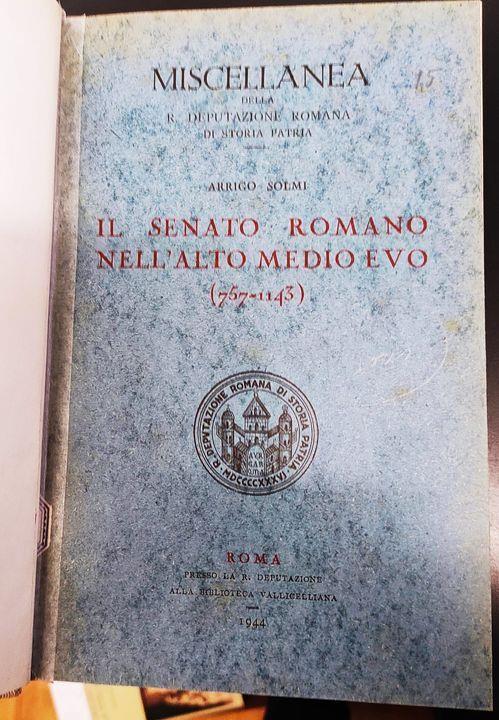 MISCELLANEA
DELLA
R. DEPUTAZIONE ROMANA
DI STORIA PATRIA
15
ARRIGO SOLMI
IL SENATO ROMANO
NELL'ALTO MEDIO EVO
(757-1143)
R. DEPUTAZIONE ROMANA DI STORIA PATRIA
MDCCCCXXXVI
ROMA
PRESSO LA R. DEPUTAZIONE
ALLA BIBLIOTECA VALLICELLIANA
1944